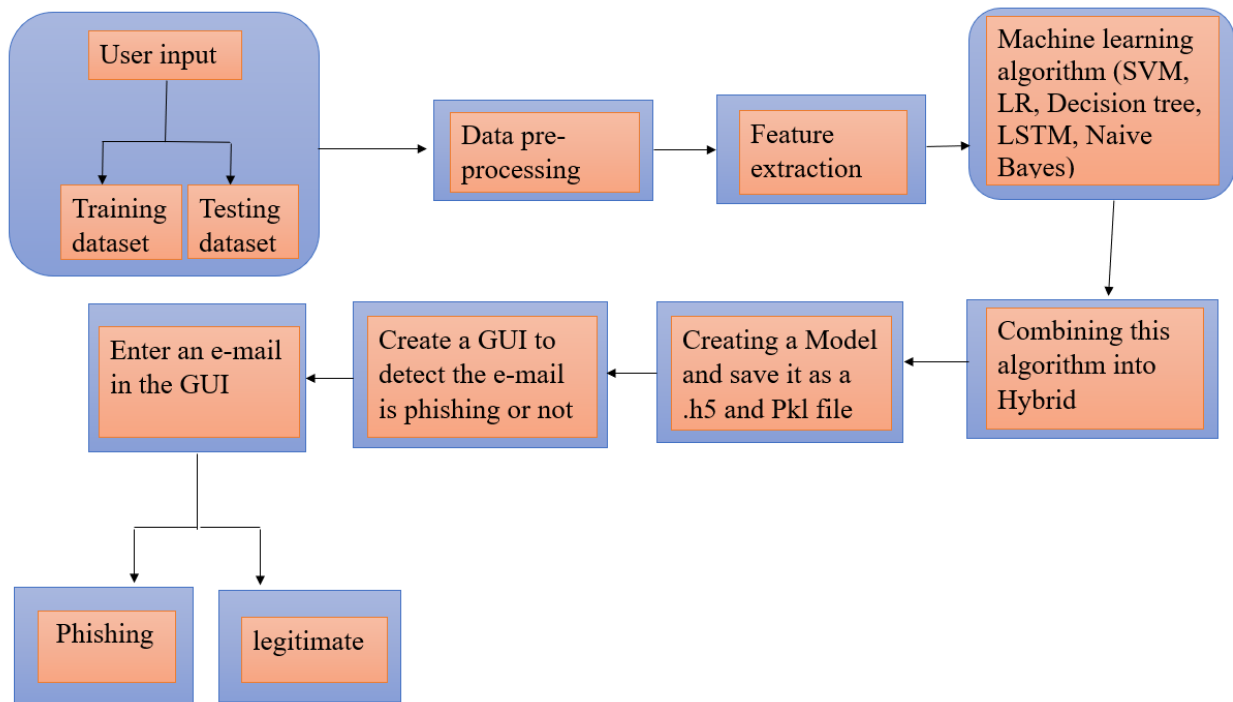 User input
Training
dataset
Testing
dataset
Data pre-
processing
Feature
extraction
Machine learning
algorithm (SVM,
LR, Decision tree,
LSTM, Naive
Bayes)
Combining this
algorithm into
Hybrid
Creating a Model
and save it as a
.h5 and Pkl file
Create a GUI to
detect the e-mail
is phishing or not
Enter an e-mail
in the GUI
Phishing
legitimate